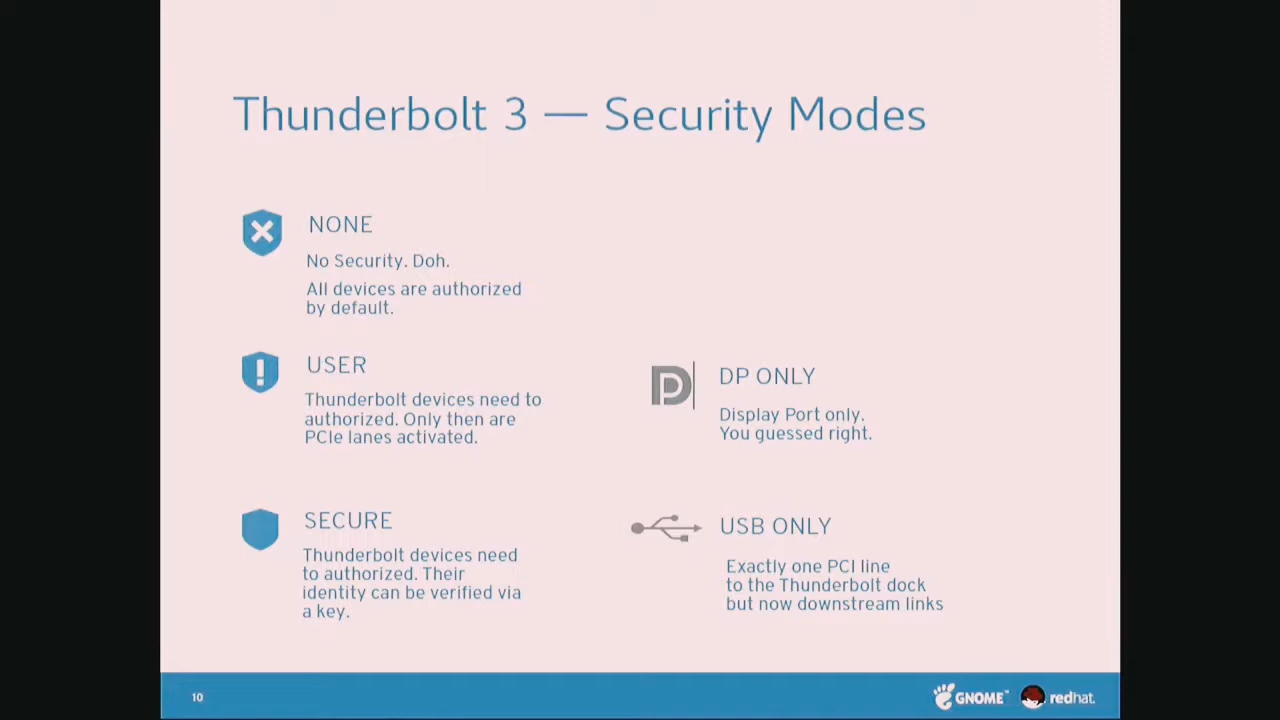 Thunderbolt 3 — Security Modes
NONE
No Security. Doh.
All devices are authorized
by default.
USER
Thunderbolt devices need to
authorized. Only then are
PCIe lanes activated.
SECURE
Thunderbolt devices need
to authorized. Their
identity can be verified via
a key.
DP ONLY
Display Port only.
You guessed right.
USB ONLY
Exactly one PCI line
to the Thunderbolt dock
but now downstream links
10
GNOME™
redhat.